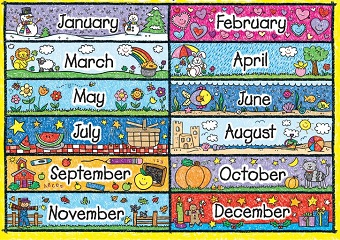 January
February
March
April
May
June
July
August
September
October
November
December